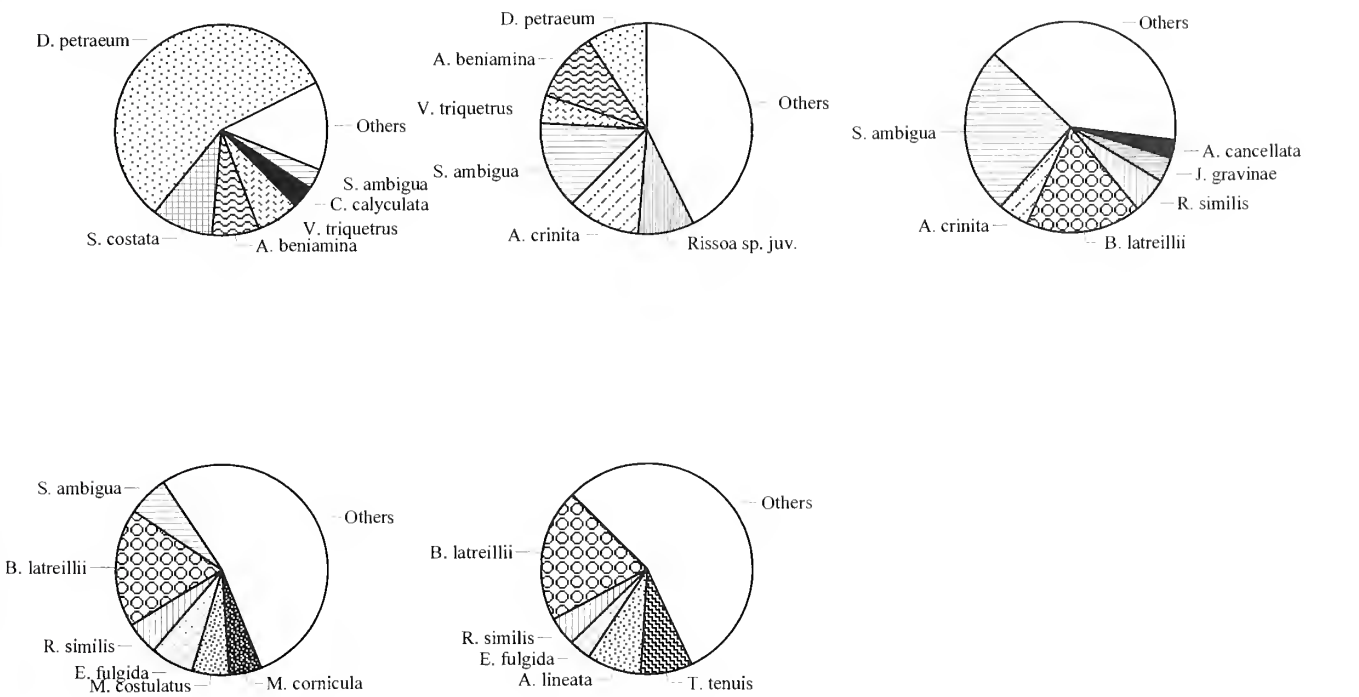 D. petraeum
Others
S. ambigua
C. calyculata
V. triquetrus
A. beniamina
S. costata
D. petraeum
A. beniamina
V. triquetrus
S. ambigua
A. crinita
Rissoa sp. juv.
Others
Others
S. ambigua
A. cancellata
J. gravinae
R. similis
A. crinita
B. latreillii
S. ambigua
Others
B. latreillii
R. similis
E. fulgida
M. costulatus
M. cornicula
Others
B. latreillii
R. similis
E. fulgida
A. lineata
T. tenuis